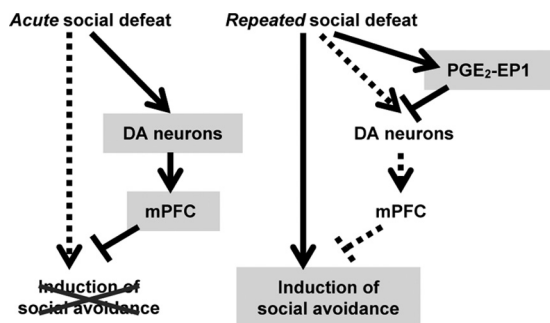 Acute social defeat
DA neurons
mPFC
Induction of
social avoidance
Repeated social defeat
PGE₂-EP1
DA neurons
mPFC
Induction of
social avoidance